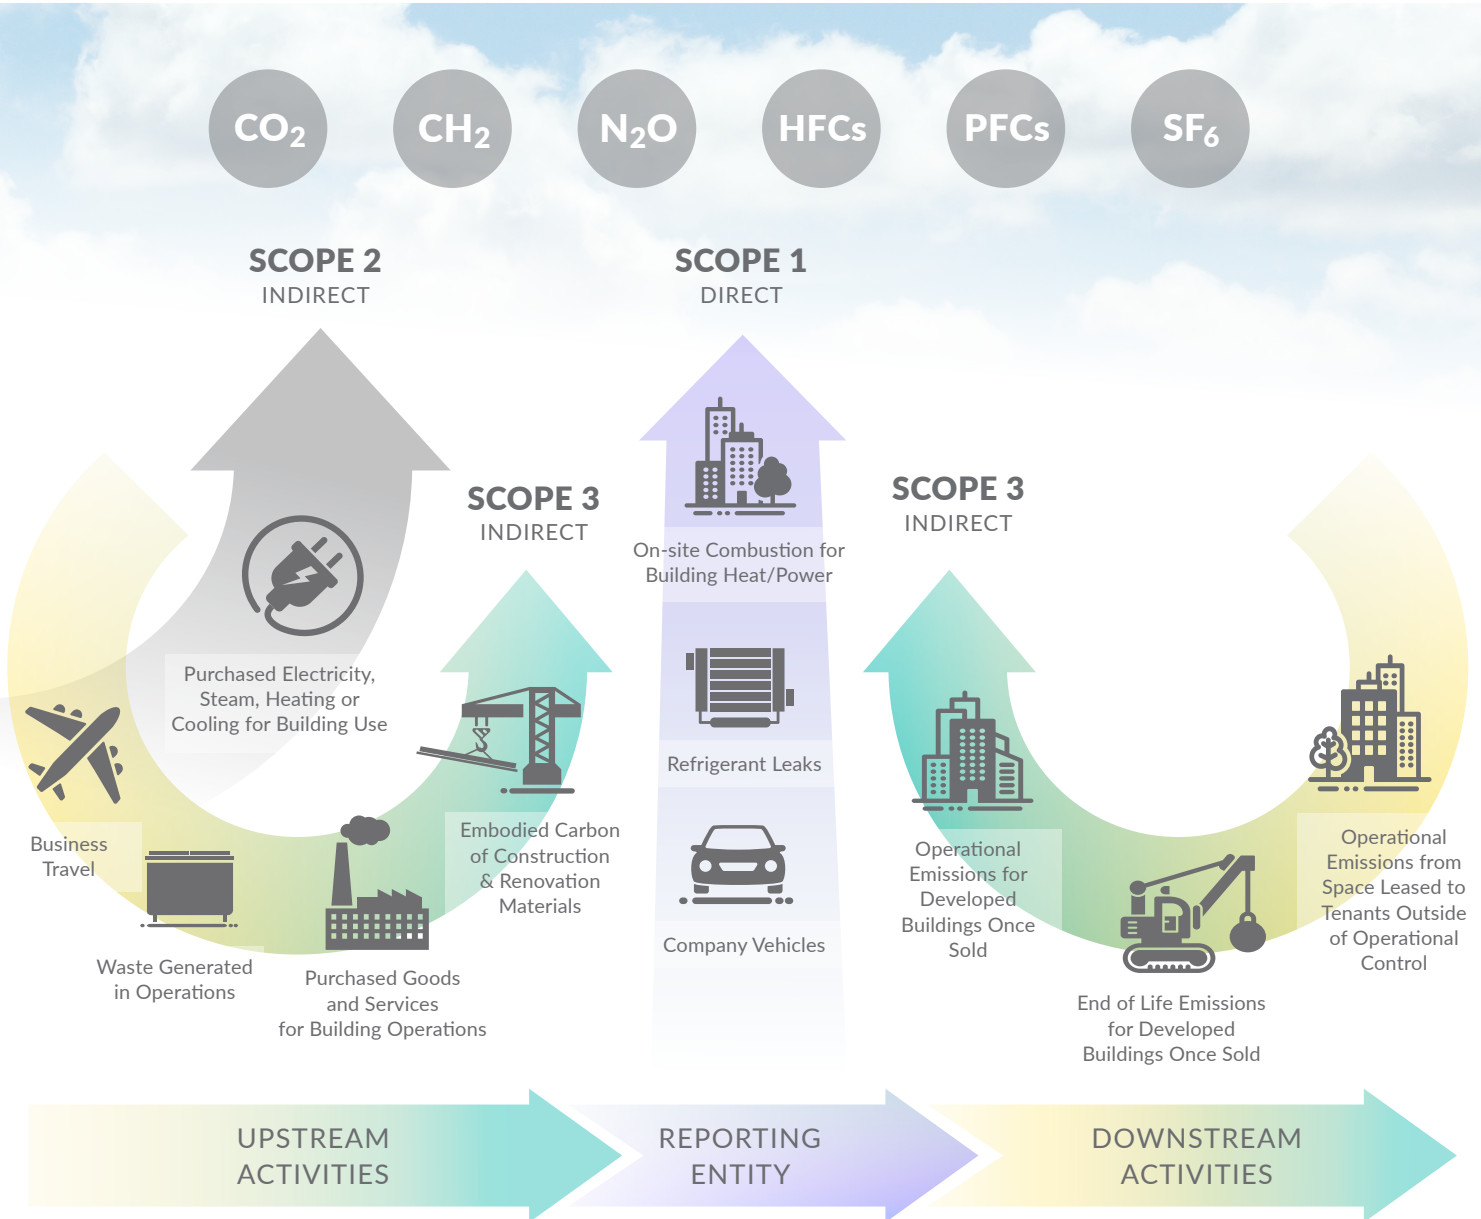 CO2
CH2
N2O
HFCs
PFCs
SF6
SCOPE 2
INDIRECT
SCOPE 1
DIRECT
SCOPE 3
INDIRECT
SCOPE 3
INDIRECT
Purchased Electricity,
Steam, Heating or
Cooling for Building Use
Business
Travel
Waste Generated
in Operations
Purchased Goods
and Services
for Building Operations
Embodied Carbon
of Construction
& Renovation
Materials
On-site Combustion for
Building Heat/Power
Refrigerant Leaks
Company Vehicles
Operational
Emissions for
Developed
Buildings Once
Sold
End of Life Emissions
for Developed
Buildings Once Sold
Operational
Emissions from
Space Leased to
Tenants Outside
of Operational
Control
UPSTREAM
ACTIVITIES
REPORTING
ENTITY
DOWNSTREAM
ACTIVITIES